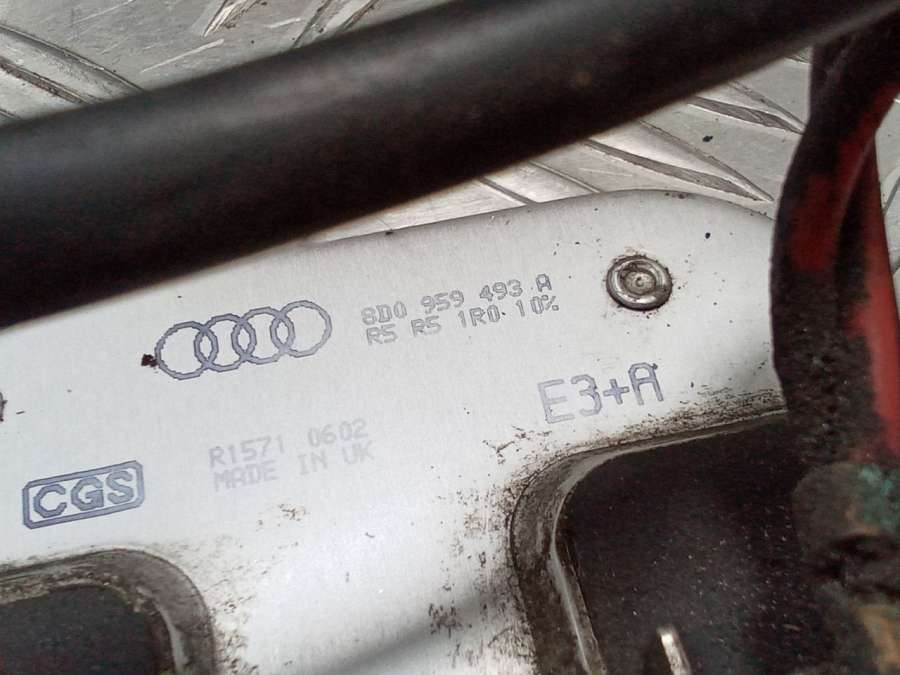 8D0 959 493 A
R5 R5 1R0 10%
E3+A
R1571 0602
MADE IN UK
CGS